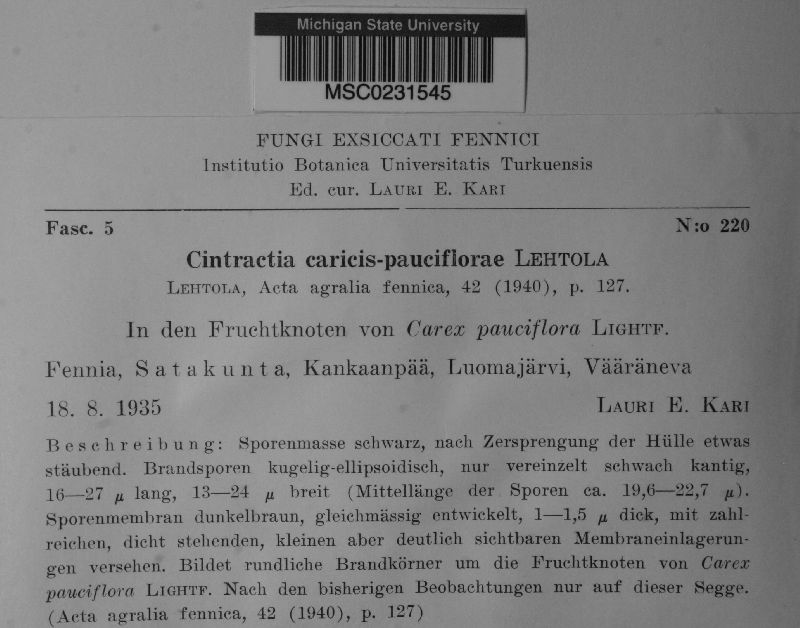 Michigan State University
MSC0231545
FUNGI EXSICCATI FENNICI
Institutio Botanica Universitatis Turkuensis
Ed. cur. LAURI E. KARI
Fasc. 5 N:o 220
Cintractia caricis-pauciflorae LEHTOLA
LEHTOLA, Acta agralia fennica, 42 (1940), p. 127.
In den Fruchtknoten von Carex pauciflora LIGHTF.
Fennia, Satakunta, Kankaanpää, Luomajärvi, Vääräneva
18. 8. 1935 LAURI E. KARI
Beschreibung: Sporenmasse schwarz, nach Zersprengung der Hülle etwas
stäubend. Brandsporen kugelig-ellipsoidisch, nur vereinzelt schwach kantig,
16—27 μ lang, 13—24 μ breit (Mittellänge der Sporen ca. 19,6—22,7 μ).
Sporenmembran dunkelbraun, gleichmässig entwickelt, 1—1,5 μ dick, mit zahl-
reichen, dicht stehenden, kleinen aber deutlich sichtbaren Membraneinlagerun-
gen versehen. Bildet rundliche Brandkörner um die Fruchtknoten von Carex
pauciflora LIGHTF. Nach den bisherigen Beobachtungen nur auf dieser Segge.
(Acta agralia fennica, 42 (1940), p. 127)